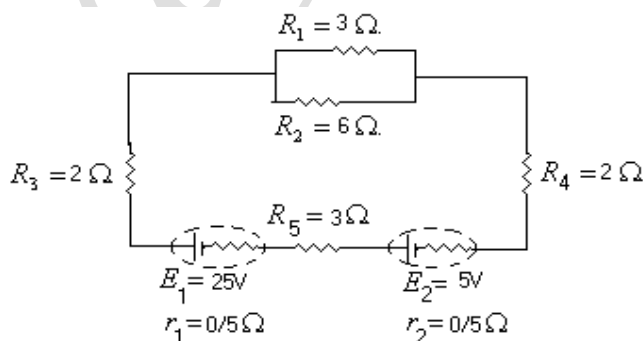 R₁ = 3 Ω.
R₂ = 6 Ω.
R₃ = 2 Ω
R₄ = 2 Ω
R₅ = 3 Ω
E₁ = 25V
E₂ = 5V
r₁ = 0/5 Ω
r₂ = 0/5 Ω